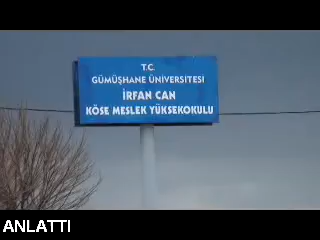 T.C.
GÜMÜŞHANE ÜNİVERSİTESİ
İRFAN CAN
KÖSE MESLEK YÜKSEKOKULU
ANLATTI